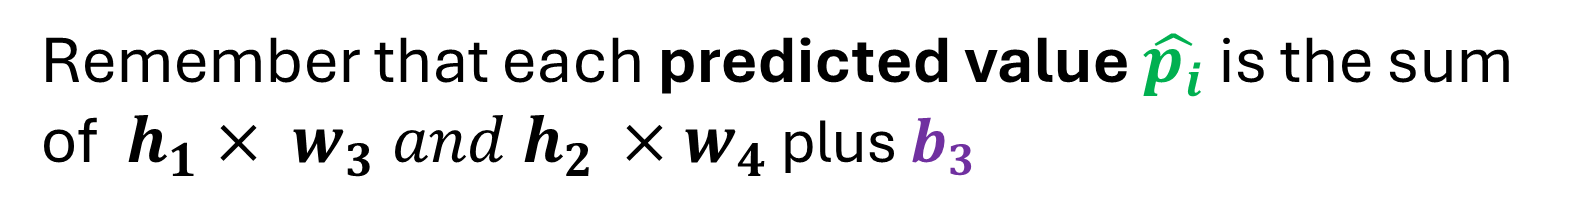 Remember that each predicted value p̂ᵢ is the sum
of h₁ × w₃ and h₂ × w₄ plus b₃